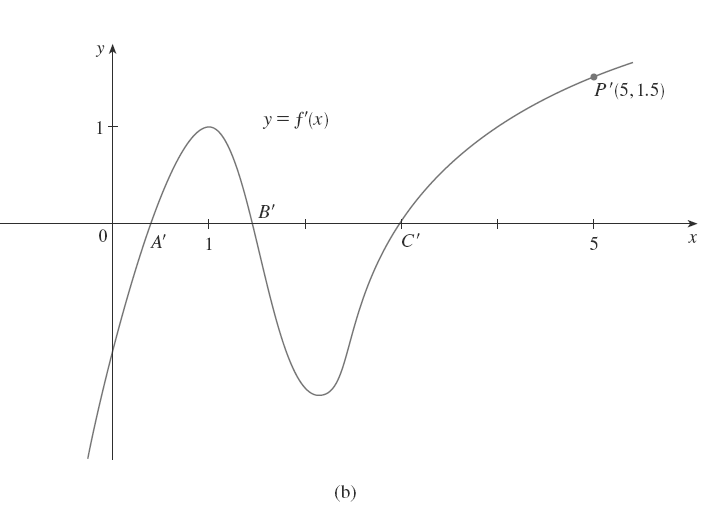 y
P′(5, 1.5)
y = f′(x)
1
B′
0
A′
1
C′
5
x
(b)